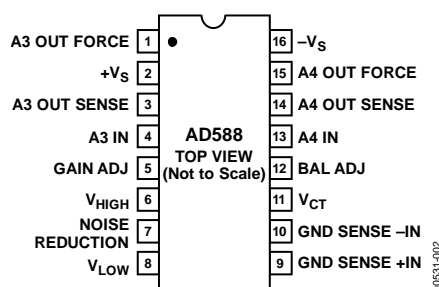 A3 OUT FORCE 1
+VS 2
A3 OUT SENSE 3
A3 IN 4
GAIN ADJ 5
VHIGH 6
NOISE
REDUCTION 7
VLOW 8
AD588
TOP VIEW
(Not to Scale)
16 –VS
15 A4 OUT FORCE
14 A4 OUT SENSE
13 A4 IN
12 BAL ADJ
11 VCT
10 GND SENSE –IN
9 GND SENSE +IN